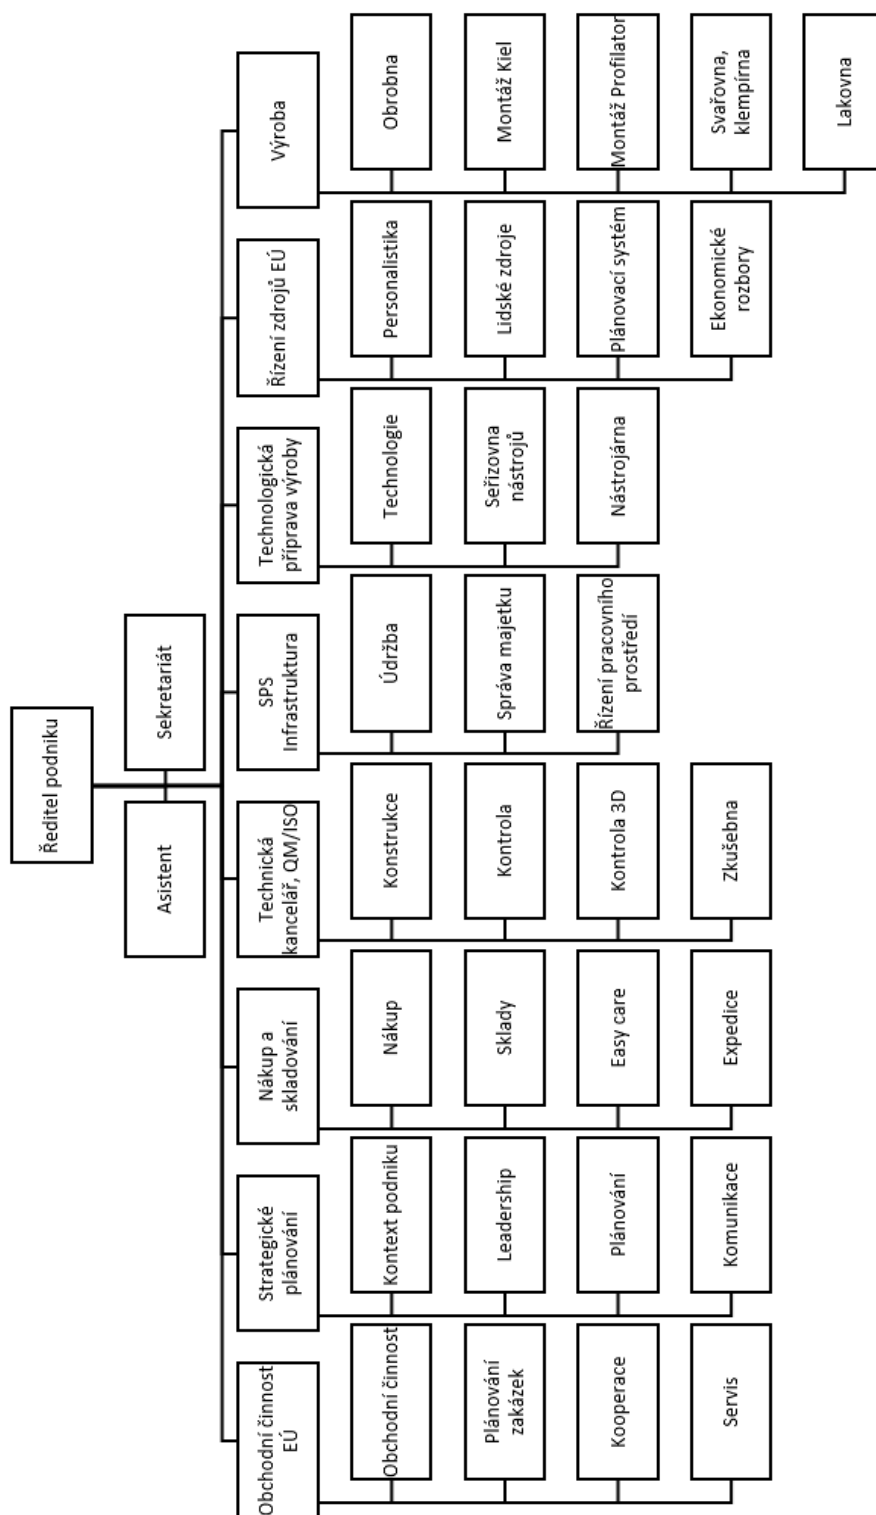 Ředitel podniku
Asistent
Sekretariát
Obchodní činnost
EÚ
Obchodní činnost
Plánování
zakázek
Kooperace
Servis
Strategické
plánování
Kontext podniku
Leadership
Plánování
Komunikace
Nákup a
skladování
Nákup
Sklady
Easy care
Expedice
Technická
kancelář, QM/ISO
Konstrukce
Kontrola
Kontrola 3D
Zkušebna
SPS
Infrastruktura
Údržba
Správa majetku
Řízení pracovního
prostředí
Technologická
příprava výroby
Technologie
Seřizovna
nástrojů
Nástrojárna
Řízení zdrojů EÚ
Personalistika
Lidské zdroje
Plánovací systém
Ekonomické
rozbory
Výroba
Obrobna
Montáž Kiel
Montáž Profilator
Svařovna,
klempírna
Lakovna